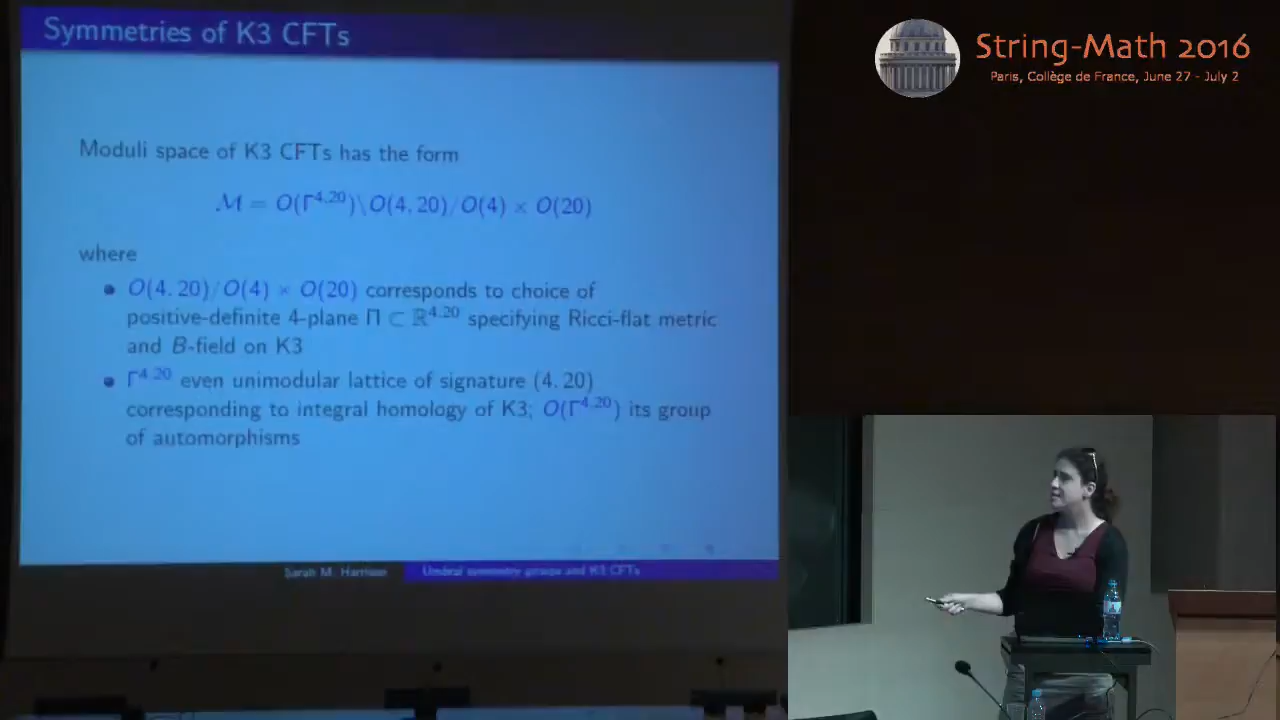 Symmetries of K3 CFTs
Moduli space of K3 CFTs has the form
M = O(Γ^{4,20})\O(4, 20)/O(4) × O(20)
where
O(4, 20)/O(4) × O(20) corresponds to choice of
positive-definite 4-plane Π ⊂ ℝ^{4,20} specifying Ricci-flat metric
and B-field on K3
Γ^{4,20} even unimodular lattice of signature (4, 20)
corresponding to integral homology of K3; O(Γ^{4,20}) its group
of automorphisms
Sarah M. Harrison
Umbral symmetry groups and K3 CFTs
String-Math 2016
Paris, Collège de France, June 27 - July 2